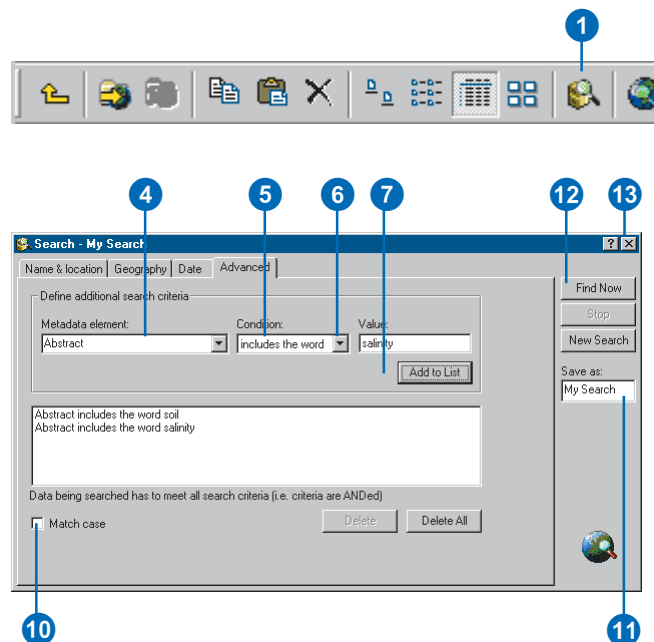 1
4 5 6 7 12 13
Search - My Search
Name & location Geography Date Advanced
Define additional search criteria
Metadata element: Condition: Value:
Abstract includes the word salinity
Add to List
Find Now
Stop
New Search
Save as:
My Search
Abstract includes the word soil
Abstract includes the word salinity
Data being searched has to meet all search criteria (i.e. criteria are ANDed)
Match case Delete Delete All
10 11